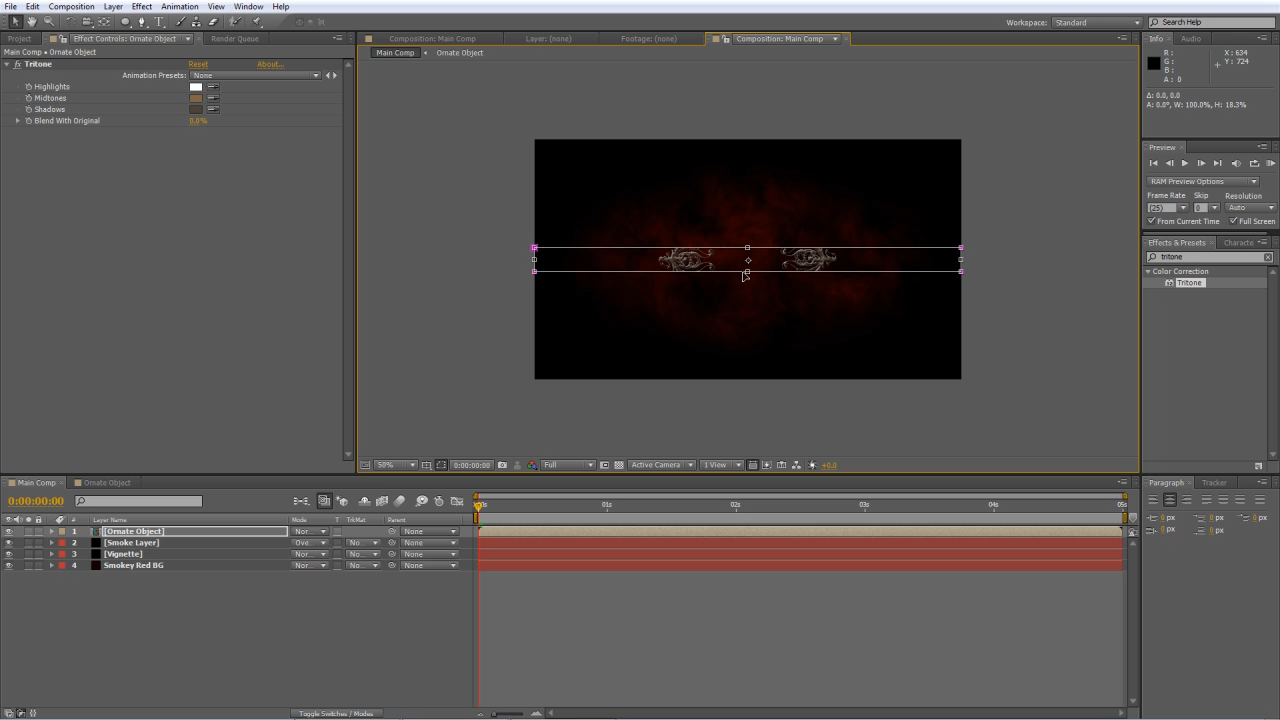 File Edit Composition Layer Effect Animation View Window Help
Workspace: Standard Search Help
Project Effect Controls: Ornate Object Render Queue
Composition: Main Comp Layer: (none) Footage: (none) Composition: Main Comp
Info Audio
Main Comp • Ornate Object
Main Comp Ornate Object
R :
G :
B :
A : 0
X : 634
Y : 724
fx Tritone Reset About...
Animation Presets: None
Highlights
Midtones
Shadows
Blend With Original 0.0%
Δ: 0.0, 0.0
A: 0.0°, W: 100.0%, H: 18.3%
Preview
RAM Preview Options
Frame Rate Skip Resolution
(25) 0 Auto
From Current Time Full Screen
Effects & Presets Characte
tritone
Color Correction
Tritone
50% 0:00:00:00 Full Active Camera 1 View +0.0
Main Comp Ornate Object
Paragraph Tracker
0:00:00:00
01s 02s 03s 04s 05s
# Layer Name Mode T TrkMat Parent
1 [Ornate Object] Nor... None
2 [Smoke Layer] Ove... No... None
3 [Vignette] Nor... No... None
4 Smokey Red BG Nor... No... None
0 px 0 px 0 px
0 px 0 px
Toggle Switches / Modes